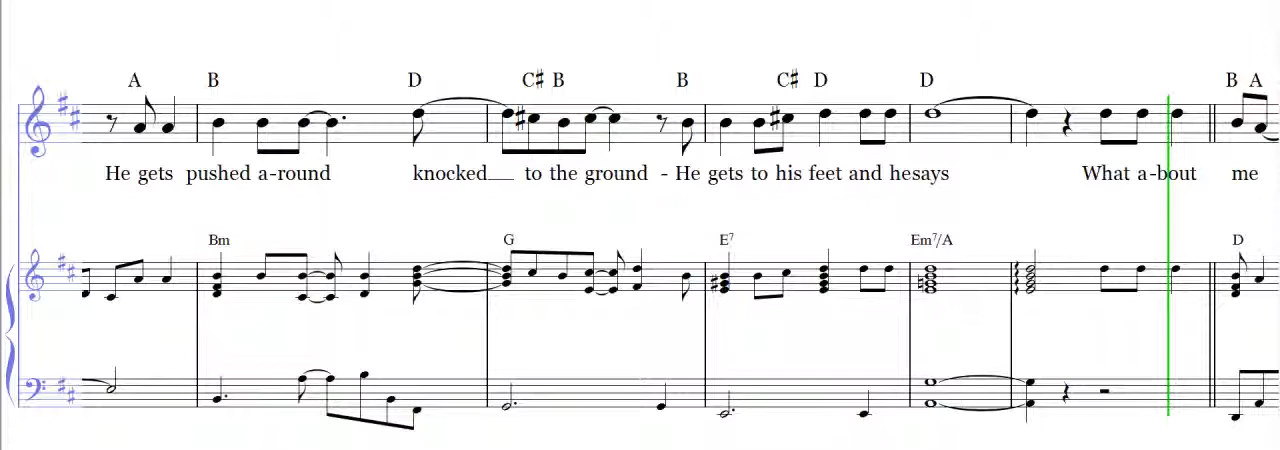 A B D C♯ B B C♯ D D B A
He gets pushed a-round knocked__ to the ground - He gets to his feet and hesays What a-bout me
Bm G E7 Em7/A D